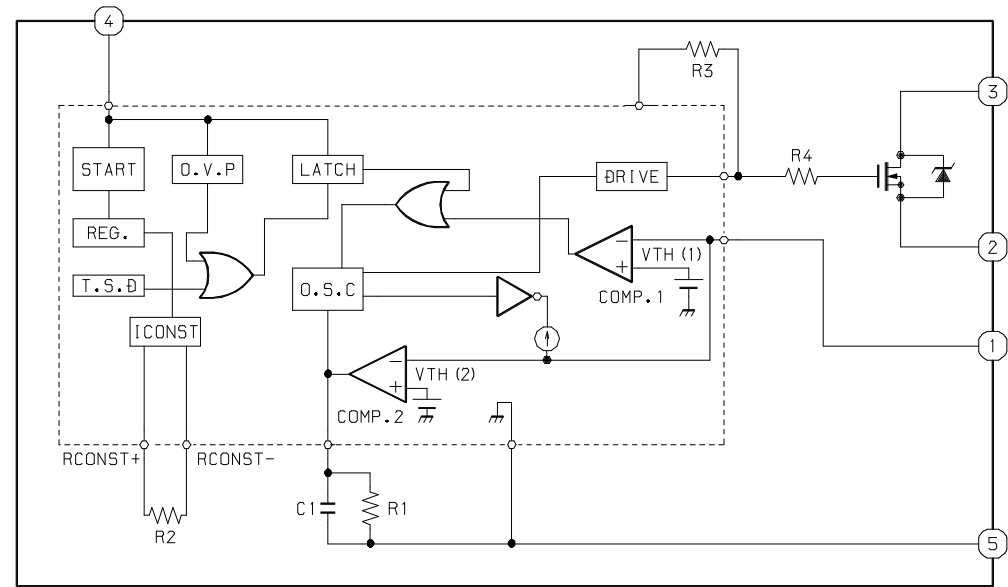 4
R3
3
START
O.V.P
LATCH
DRIVE
R4
REG.
2
VTH (1)
T.S.D
O.S.C
COMP.1
ICONST
1
VTH (2)
COMP.2
RCONST+
RCONST-
C1
R1
R2
5